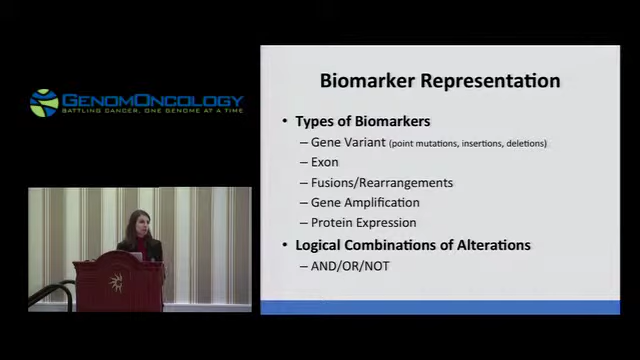 GENOMONCOLOGY
BATTLING CANCER, ONE GENOME AT A TIME
Biomarker Representation
• Types of Biomarkers
– Gene Variant (point mutations, insertions, deletions)
– Exon
– Fusions/Rearrangements
– Gene Amplification
– Protein Expression
• Logical Combinations of Alterations
– AND/OR/NOT